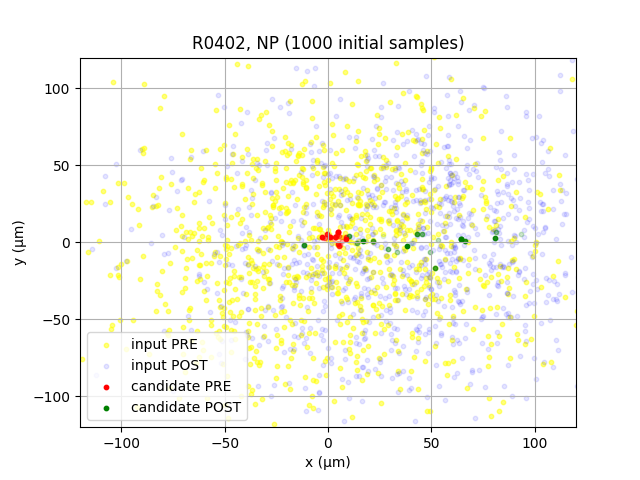 R0402, NP (1000 initial samples)
y (μm)
100
50
0
−50
−100
input PRE
input POST
candidate PRE
candidate POST
−100
−50
0
50
100
x (μm)